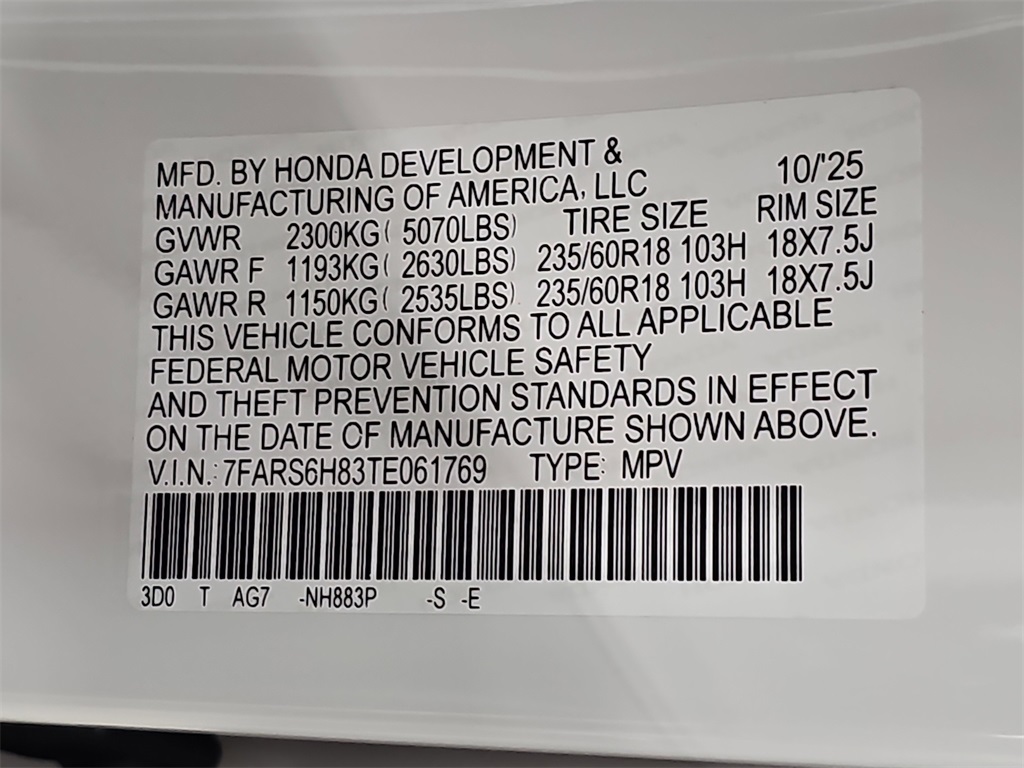 MFD. BY HONDA DEVELOPMENT & 10/'25
MANUFACTURING OF AMERICA, LLC
GVWR 2300KG( 5070LBS) TIRE SIZE RIM SIZE
GAWR F 1193KG( 2630LBS) 235/60R18 103H 18X7.5J
GAWR R 1150KG( 2535LBS) 235/60R18 103H 18X7.5J
THIS VEHICLE CONFORMS TO ALL APPLICABLE
FEDERAL MOTOR VEHICLE SAFETY
AND THEFT PREVENTION STANDARDS IN EFFECT
ON THE DATE OF MANUFACTURE SHOWN ABOVE.
V.I.N.: 7FARS6H83TE061769 TYPE: MPV
3D0 T AG7 -NH883P -S -E